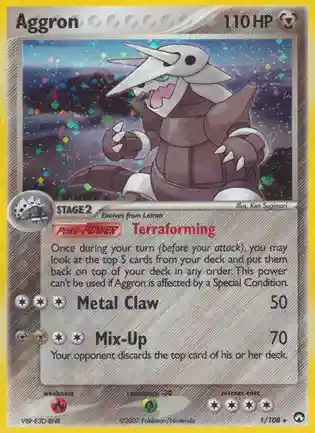 Aggron 110 HP
Illus. Ken Sugimori
STAGE 2 Evolves from Lairon
Poké-POWER Terraforming
Once during your turn (before your attack), you may
look at the top 5 cards from your deck and put them
back on top of your deck in any order. This power
can't be used if Aggron is affected by a Special Condition.
Metal Claw 50
Mix-Up 70
Your opponent discards the top card of his or her deck.
weakness resistance -30 retreat cost
©2007 Pokémon/Nintendo 1/108 ★